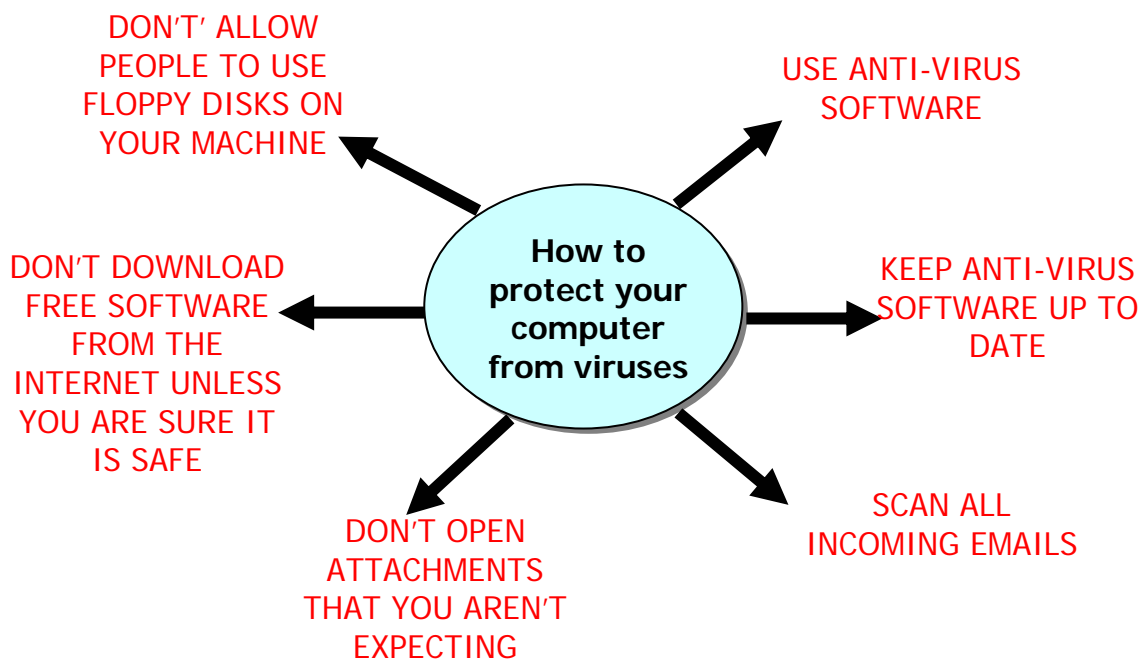 DON'T' ALLOW
PEOPLE TO USE
FLOPPY DISKS ON
YOUR MACHINE
USE ANTI-VIRUS
SOFTWARE
How to
protect your
computer
from viruses
DON'T DOWNLOAD
FREE SOFTWARE
FROM THE
INTERNET UNLESS
YOU ARE SURE IT
IS SAFE
KEEP ANTI-VIRUS
SOFTWARE UP TO
DATE
DON'T OPEN
ATTACHMENTS
THAT YOU AREN'T
EXPECTING
SCAN ALL
INCOMING EMAILS